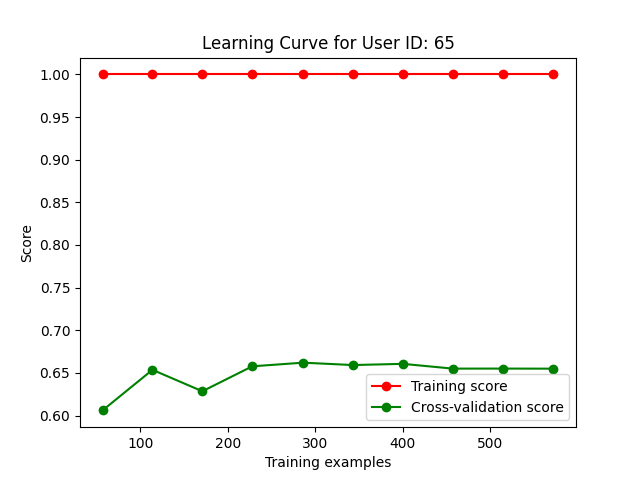 Learning Curve for User ID: 65
1.00
0.95
0.90
0.85
0.80
0.75
0.70
0.65
0.60
Score
Training score
Cross-validation score
100
200
300
400
500
Training examples